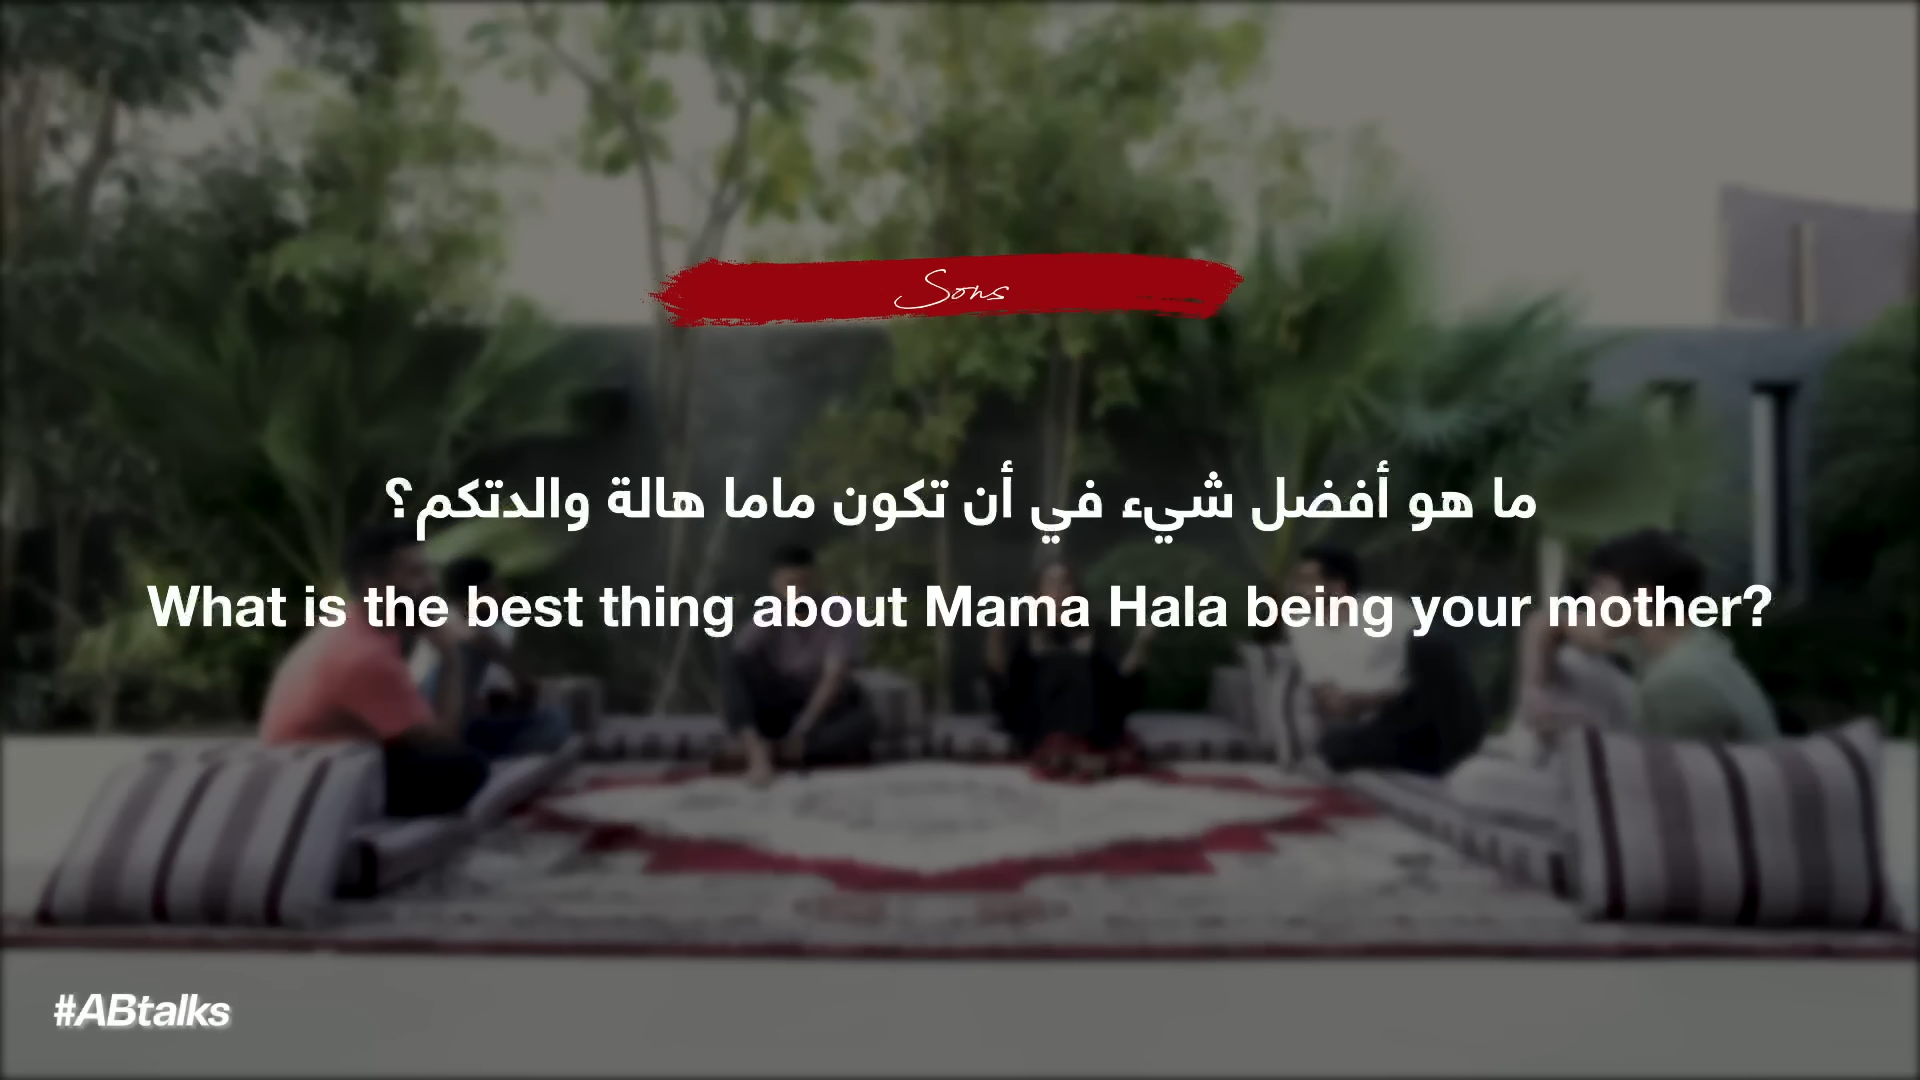 Sons
ما هو أفضل شيء في أن تكون ماما هالة والدتكم؟
What is the best thing about Mama Hala being your mother?
#ABtalks